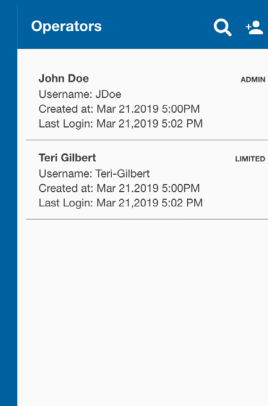 Operators
John Doe ADMIN
Username: JDoe
Created at: Mar 21.2019 5:00PM
Last Login: Mar 21,2019 5:02 PM
Teri Gilbert LIMITED
Username: Teri-Gilbert
Created at: Mar 21.2019 5:00PM
Last Login: Mar 21,2019 5:02 PM